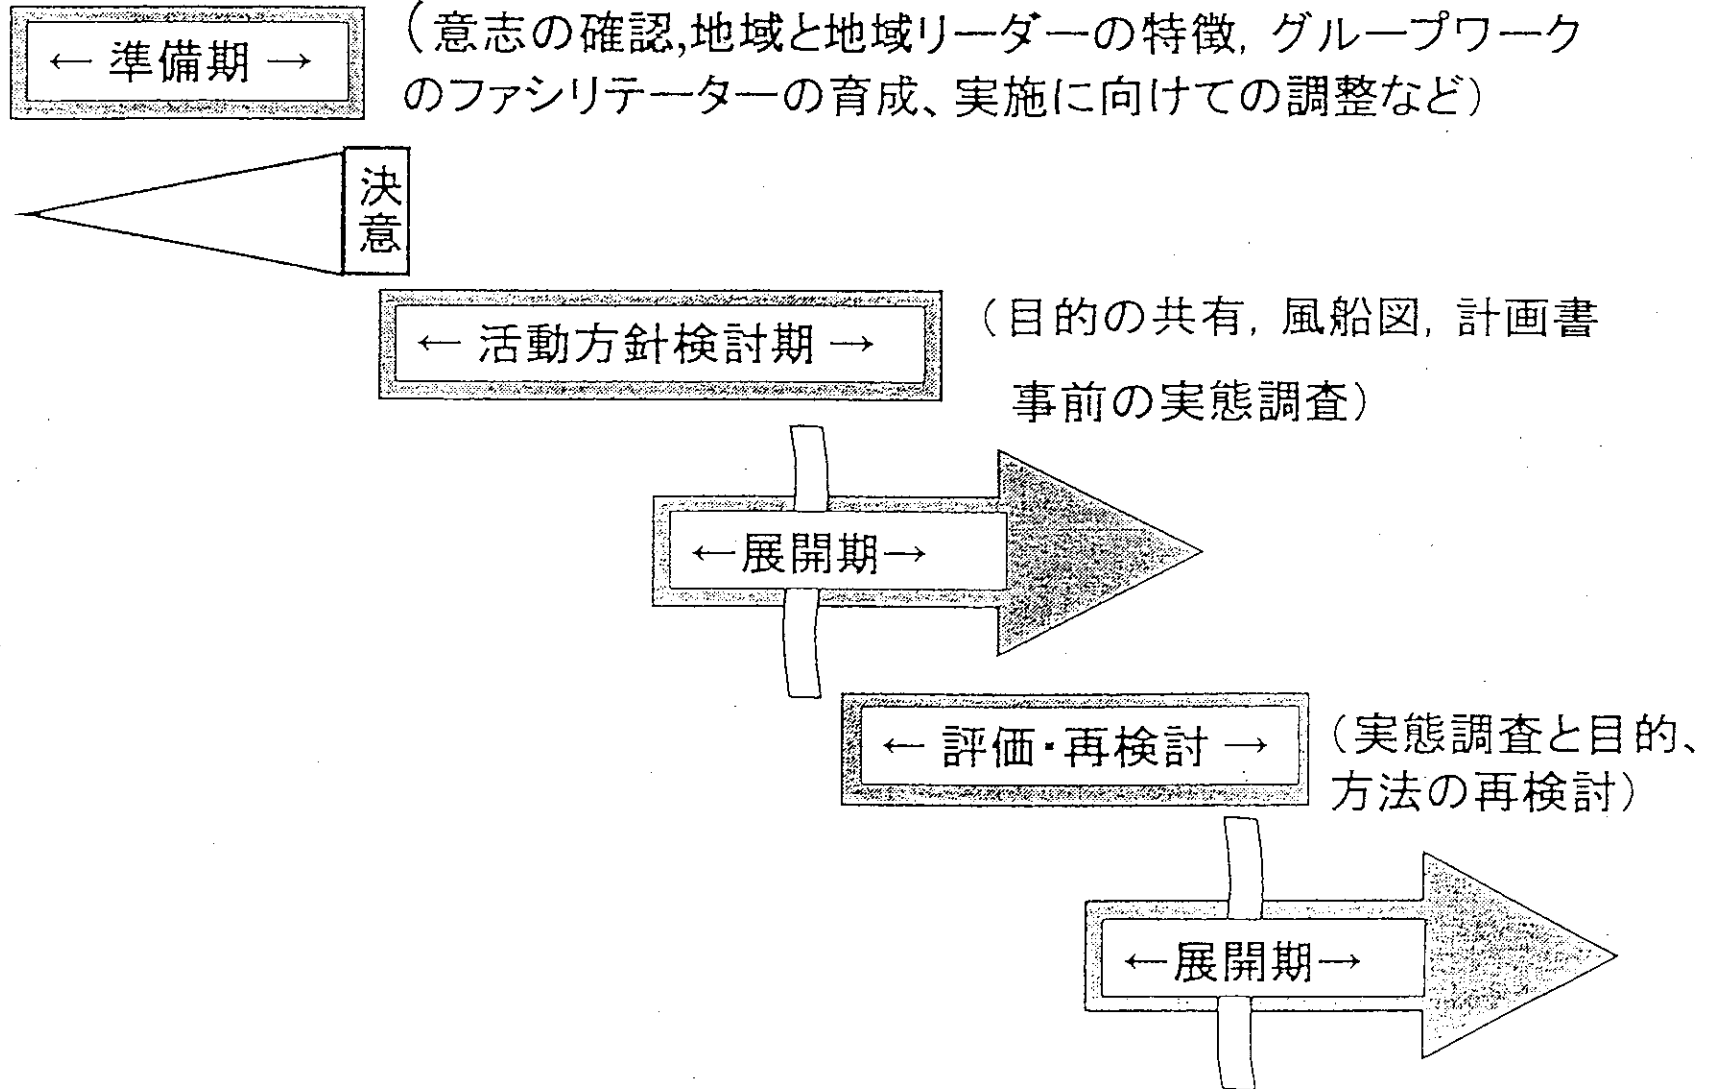 ← 準備期 →
（意志の確認,地域と地域リーダーの特徴, グループワーク
のファシリテーターの育成、実施に向けての調整など）
決意
← 活動方針検討期 →
（目的の共有, 風船図, 計画書
事前の実態調査）
←展開期→
← 評価・再検討 →
（実態調査と目的、
方法の再検討）
←展開期→